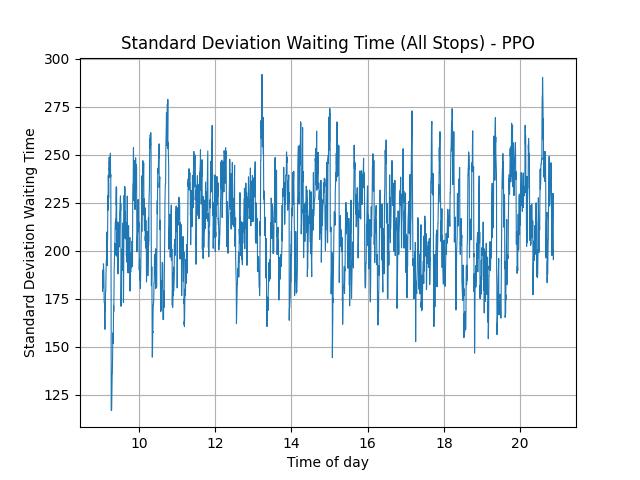 Standard Deviation Waiting Time (All Stops) - PPO
300
275
250
225
200
175
150
125
Standard Deviation Waiting Time
10 12 14 16 18 20
Time of day